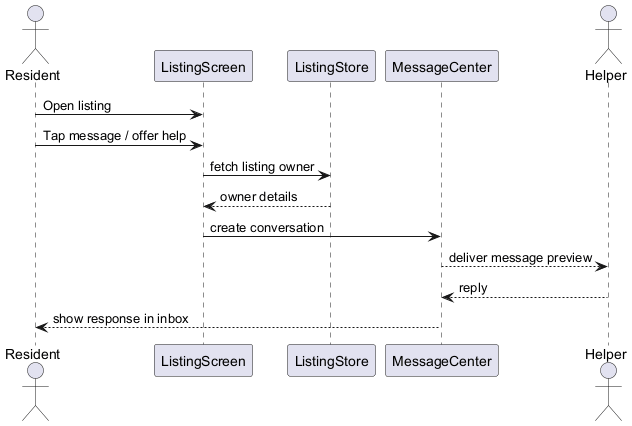 Resident
ListingScreen
ListingStore
MessageCenter
Helper
Open listing
Tap message / offer help
fetch listing owner
owner details
create conversation
deliver message preview
reply
show response in inbox
Resident
ListingScreen
ListingStore
MessageCenter
Helper